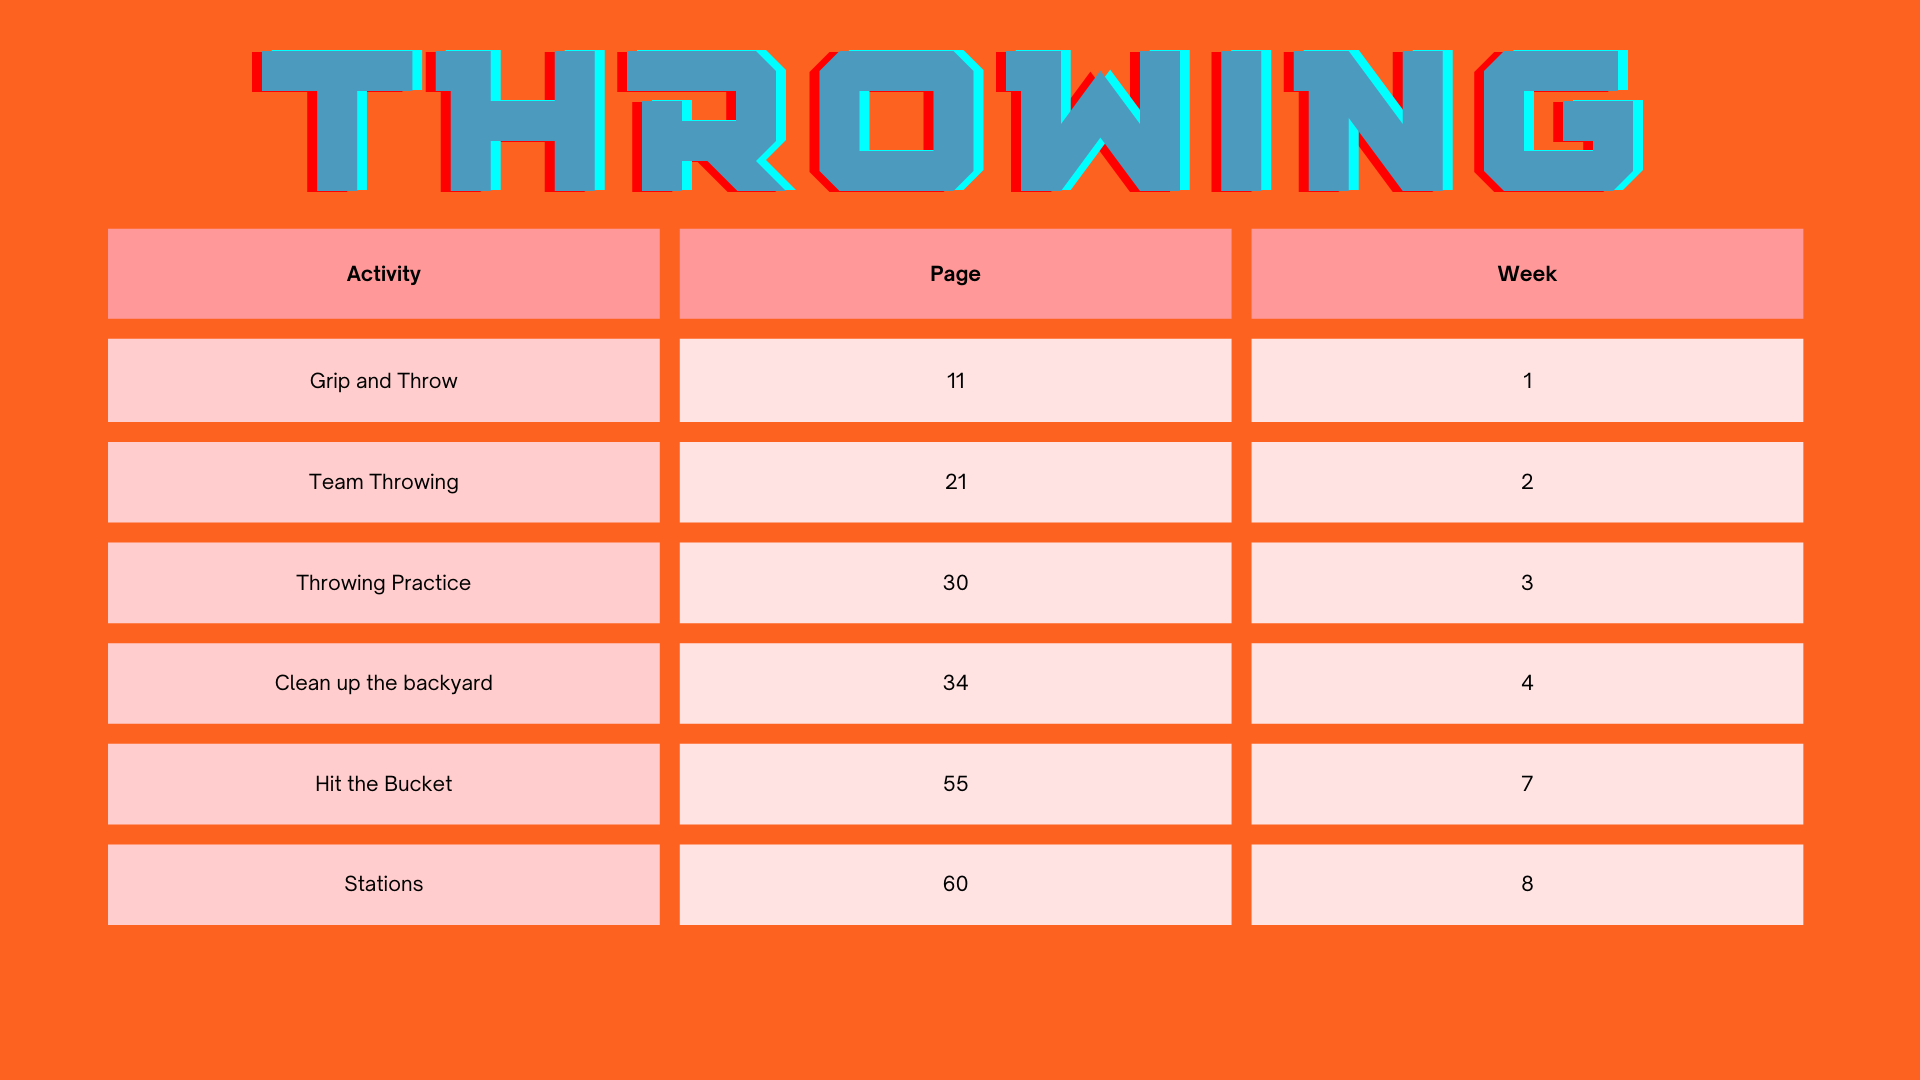 THROWING
Activity Page Week
Grip and Throw 11 1
Team Throwing 21 2
Throwing Practice 30 3
Clean up the backyard 34 4
Hit the Bucket 55 7
Stations 60 8